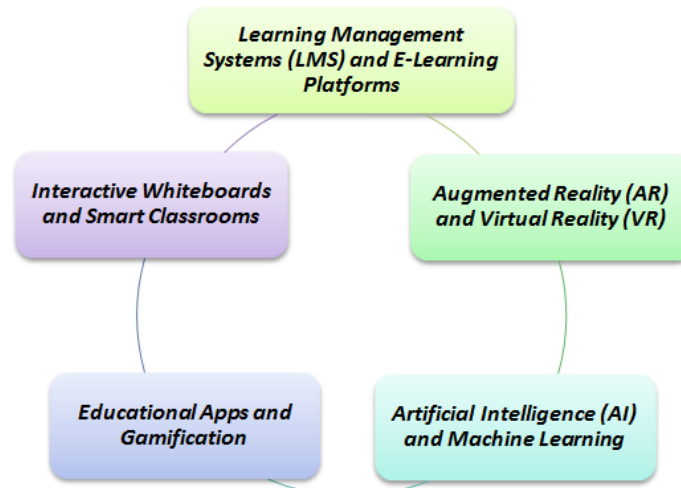 Learning Management
Systems (LMS) and E-Learning
Platforms
Interactive Whiteboards
and Smart Classrooms
Augmented Reality (AR)
and Virtual Reality (VR)
Educational Apps and
Gamification
Artificial Intelligence (AI)
and Machine Learning